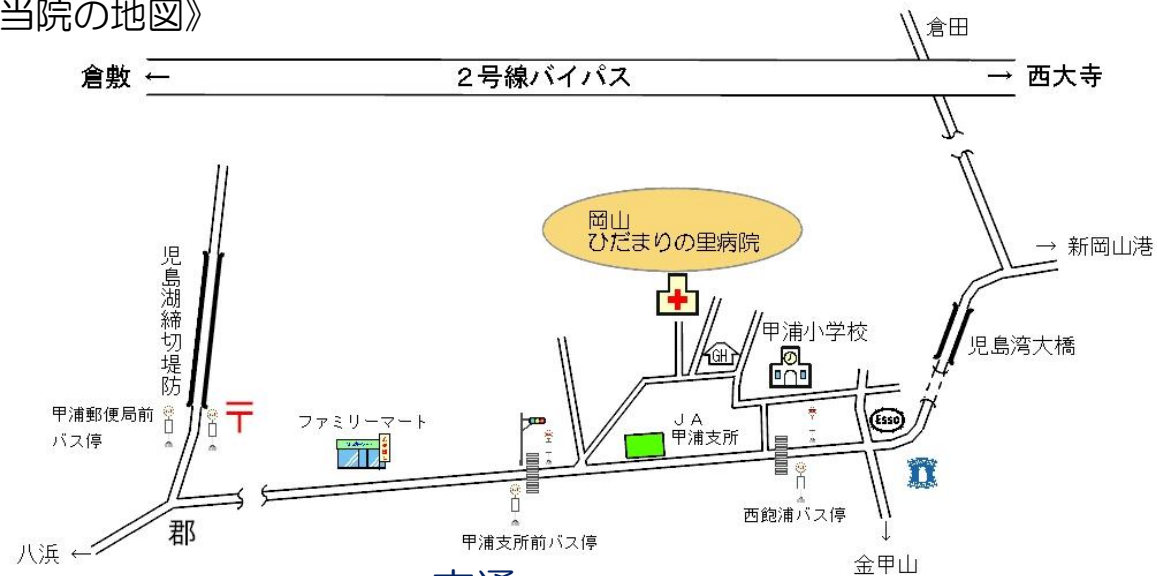 当院の地図》
倉田
倉敷 ←
2号線バイパス
→ 西大寺
岡山
ひだまりの里病院
→ 新岡山港
児島湖締切堤防
甲浦小学校
児島湾大橋
GH
甲浦郵便局前
バス停
〒
ファミリーマート
JA
甲浦支所
Esso
西飽浦バス停
甲浦支所前バス停
郡
八浜 ←
↓
金甲山
交通